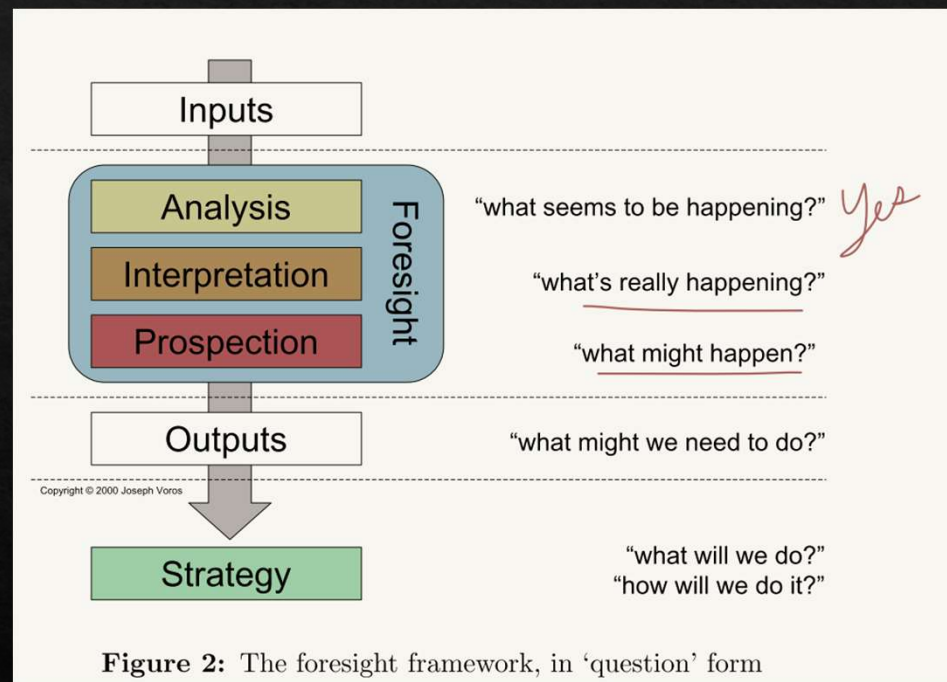 Inputs
Analysis
"what seems to be happening?" Yes
Interpretation
"what's really happening?"
Prospection
"what might happen?"
Foresight
Outputs
"what might we need to do?"
Copyright © 2000 Joseph Voros
Strategy
"what will we do?"
"how will we do it?"
Figure 2: The foresight framework, in ‘question’ form